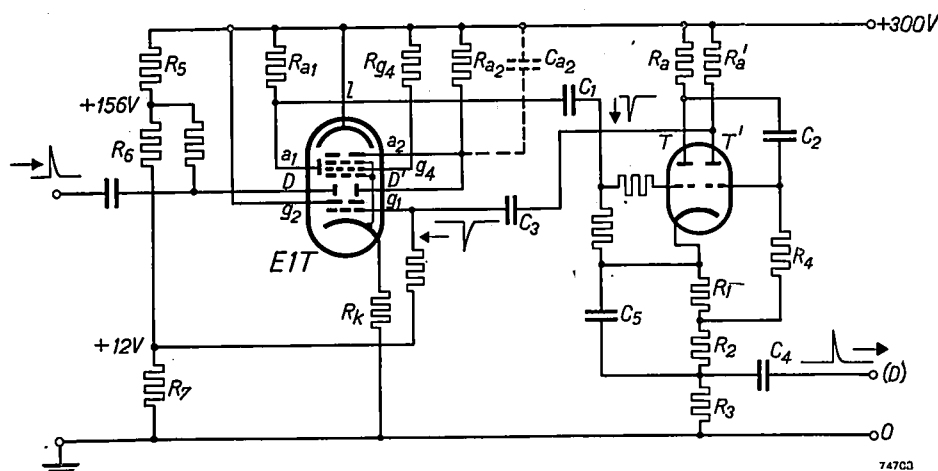 +300V
R5
Ra1
Rg4
Ra2
Ca2
Ra
Ra'
l
C1
+156V
R6
T
T'
C2
a1
a2
g4
D
D'
g2
g1
C3
E1T
R4
Rk
R1
C5
+12V
R2
C4
(D)
R7
R3
0
74703